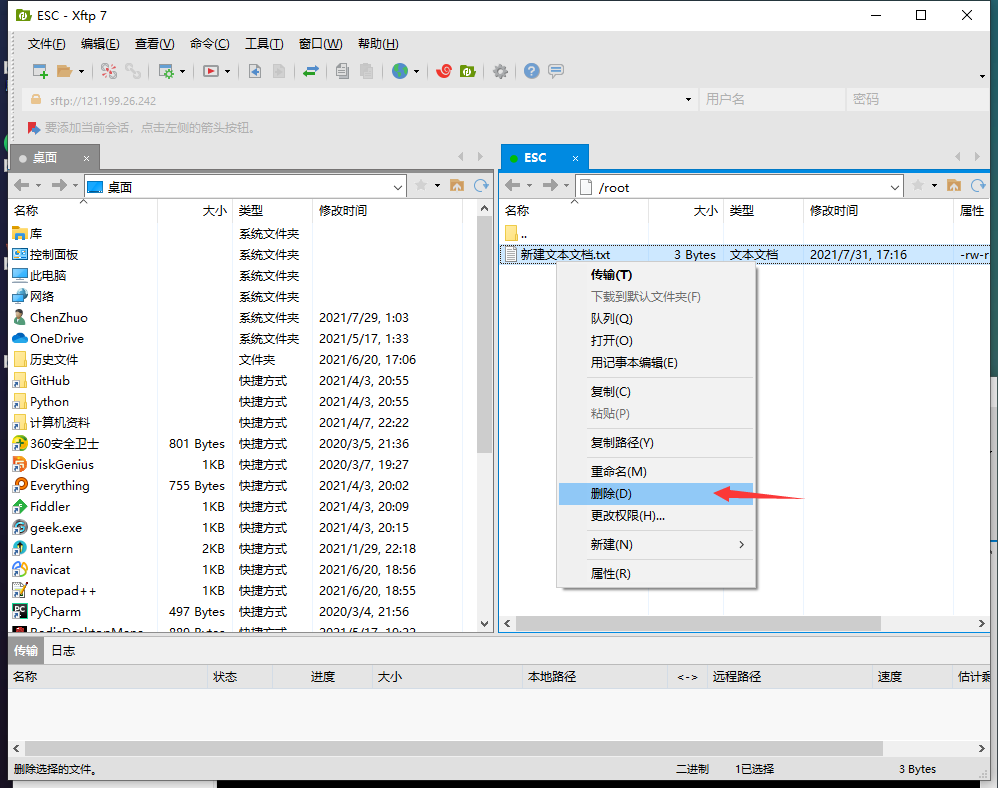 ESC - Xftp 7
文件(F) 编辑(E) 查看(V) 命令(C) 工具(T) 窗口(W) 帮助(H)
sftp://121.199.26.242 用户名 密码
要添加当前会话，点击左侧的箭头按钮。
桌面 ×
桌面
名称 大小 类型 修改时间
库 系统文件夹
控制面板 系统文件夹
此电脑 系统文件夹
网络 系统文件夹
ChenZhuo 系统文件夹 2021/7/29, 1:03
OneDrive 系统文件夹 2021/5/17, 1:33
历史文件 文件夹 2021/6/20, 17:06
GitHub 快捷方式 2021/4/3, 20:55
Python 快捷方式 2021/4/3, 20:55
计算机资料 快捷方式 2021/4/7, 22:22
360安全卫士 801 Bytes 快捷方式 2020/3/5, 21:36
DiskGenius 1KB 快捷方式 2020/3/7, 19:27
Everything 755 Bytes 快捷方式 2021/4/3, 20:02
Fiddler 1KB 快捷方式 2021/4/3, 20:09
geek.exe 1KB 快捷方式 2021/4/3, 20:15
Lantern 2KB 快捷方式 2021/1/29, 22:18
navicat 1KB 快捷方式 2021/6/20, 18:56
notepad++ 1KB 快捷方式 2021/6/20, 18:55
PyCharm 497 Bytes 快捷方式 2020/3/4, 21:56
ESC ×
/root
名称 大小 类型 修改时间 属性
..
新建文本文档.txt 3 Bytes 文本文档 2021/7/31, 17:16 -rw-r
传输(T)
下载到默认文件夹(F)
队列(Q)
打开(O)
用记事本编辑(E)
复制(C)
粘贴(P)
复制路径(Y)
重命名(M)
删除(D)
更改权限(H)...
新建(N)
属性(R)
传输 日志
名称 状态 进度 大小 本地路径 <-> 远程路径 速度 估计剩
删除选择的文件。 二进制 1已选择 3 Bytes